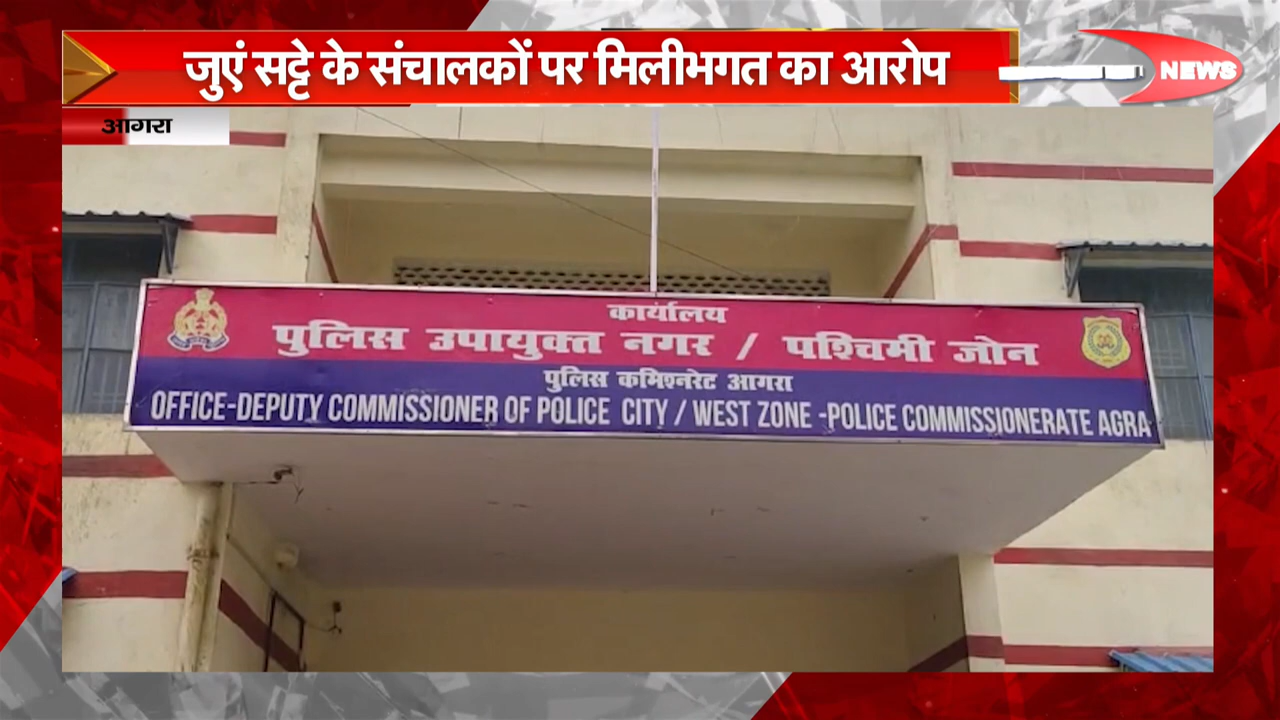 जुएं सट्टे के संचालकों पर मिलीभगत का आरोप
NEWS
आगरा
कार्यालय
पुलिस उपायुक्त नगर / पश्चिमी जोन
पुलिस कमिश्नरेट आगरा
OFFICE-DEPUTY COMMISSIONER OF POLICE CITY / WEST ZONE -POLICE COMMISSIONERATE AGRA